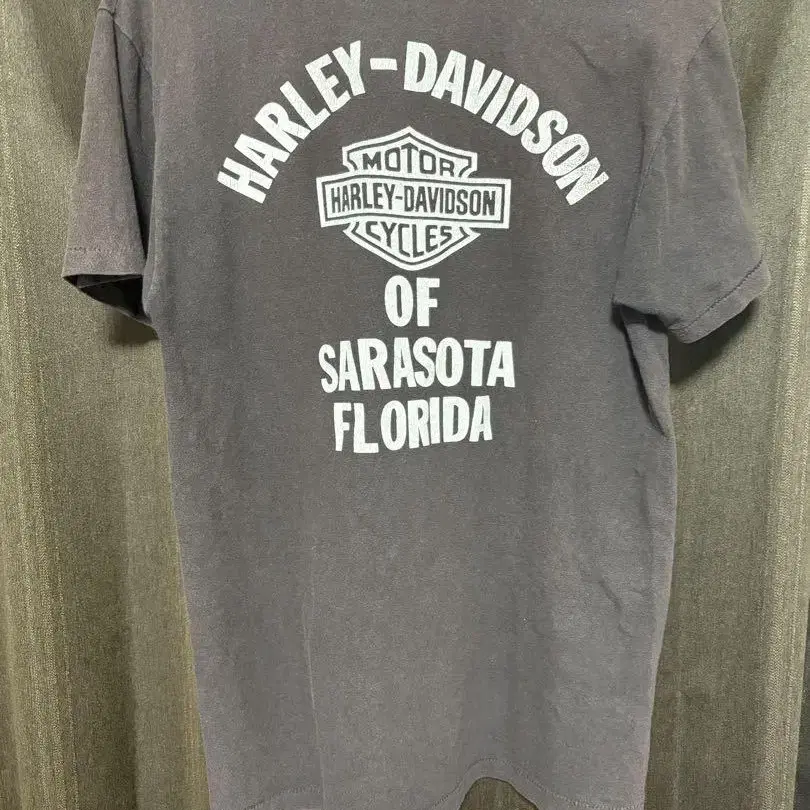 HARLEY-DAVIDSON
MOTOR
HARLEY-DAVIDSON
CYCLES
OF
SARASOTA
FLORIDA